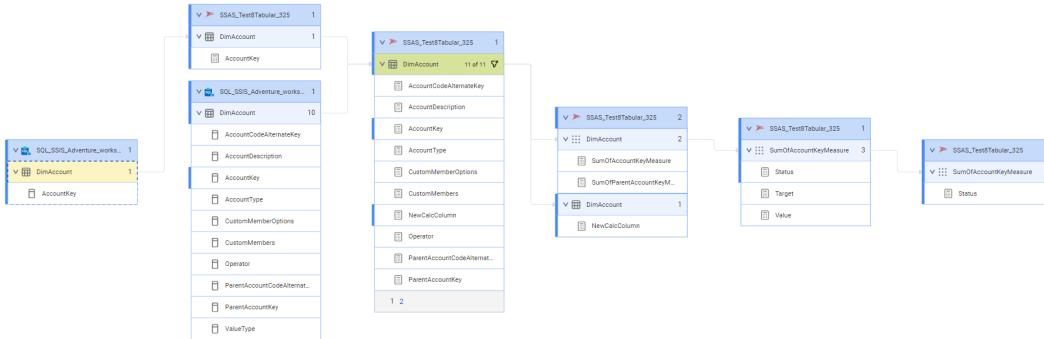 SQL_SSIS_Adventure_works... 1
DimAccount 1
AccountKey
SSAS_Test8Tabular_325 1
DimAccount 1
AccountKey
SQL_SSIS_Adventure_works... 1
DimAccount 10
AccountCodeAlternateKey
AccountDescription
AccountKey
AccountType
CustomMemberOptions
CustomMembers
Operator
ParentAccountCodeAlternat...
ParentAccountKey
ValueType
SSAS_Test8Tabular_325 1
DimAccount 11 of 11
AccountCodeAlternateKey
AccountDescription
AccountKey
AccountType
CustomMemberOptions
CustomMembers
NewCalcColumn
Operator
ParentAccountCodeAlternat...
ParentAccountKey
1 2
SSAS_Test8Tabular_325 2
DimAccount 2
SumOfAccountKeyMeasure
SumOfParentAccountKeyM...
DimAccount 1
NewCalcColumn
SSAS_Test8Tabular_325 1
SumOfAccountKeyMeasure 3
Status
Target
Value
SSAS_Test8Tabular_325
SumOfAccountKeyMeasure
Status